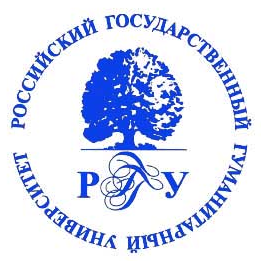 РОССИЙСКИЙ ГОСУДАРСТВЕННЫЙ ГУМАНИТАРНЫЙ УНИВЕРСИТЕТ
РГГУ